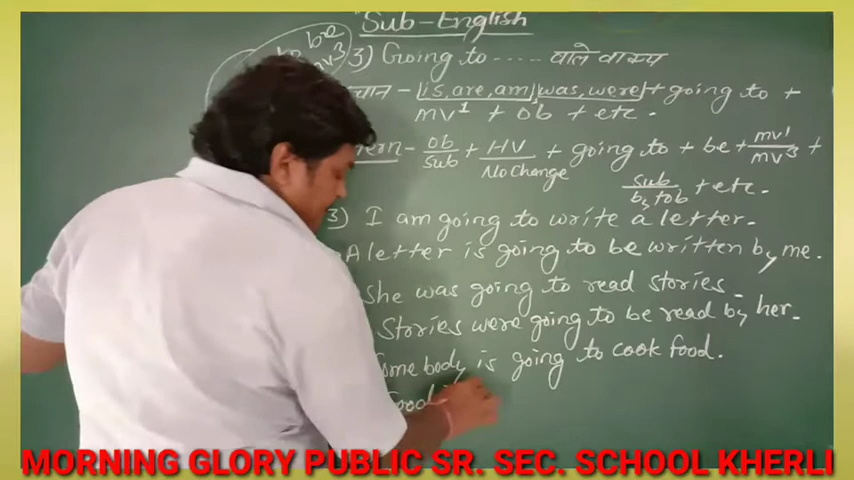 Sub-English
to be
mv3
3) Going to ..... वाले वाक्य
चान - is, are, am, was, were + going to +
mv1 + ob + etc.
tern - ob/sub + HV/No change + going to + be + mv1/mv3 +
sub/by + ob + etc.
3) I am going to write a letter.
A letter is going to be written by me.
She was going to read stories.
Stories were going to be read by her.
Somebody is going to cook food.
Food
MORNING GLORY PUBLIC SR. SEC. SCHOOL KHERLI